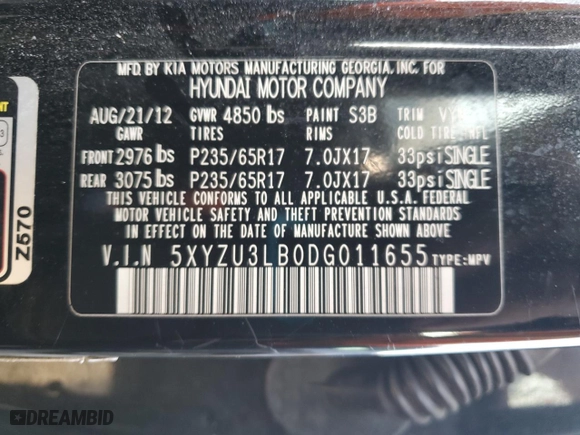 MFD. BY KIA MOTORS MANUFACTURING GEORGIA, INC. FOR
HYUNDAI MOTOR COMPANY
AUG/21/12 GVWR 4850 lbs PAINT S3B TRIM
GAWR TIRES RIMS COLD TIRE
FRONT 2976 lbs P235/65R17 7.0JX17 33psi SINGLE
REAR 3075 lbs P235/65R17 7.0JX17 33psi SINGLE
THIS VEHICLE CONFORMS TO ALL APPLICABLE U.S.A. FEDERAL
MOTOR VEHICLE SAFETY AND THEFT PREVENTION STANDARDS
IN EFFECT ON THE DATE OF MANUFACTURE SHOWN ABOVE.
V.I.N 5XYZU3LB0DG011655 TYPE:MPV
Z570
DREAMBID